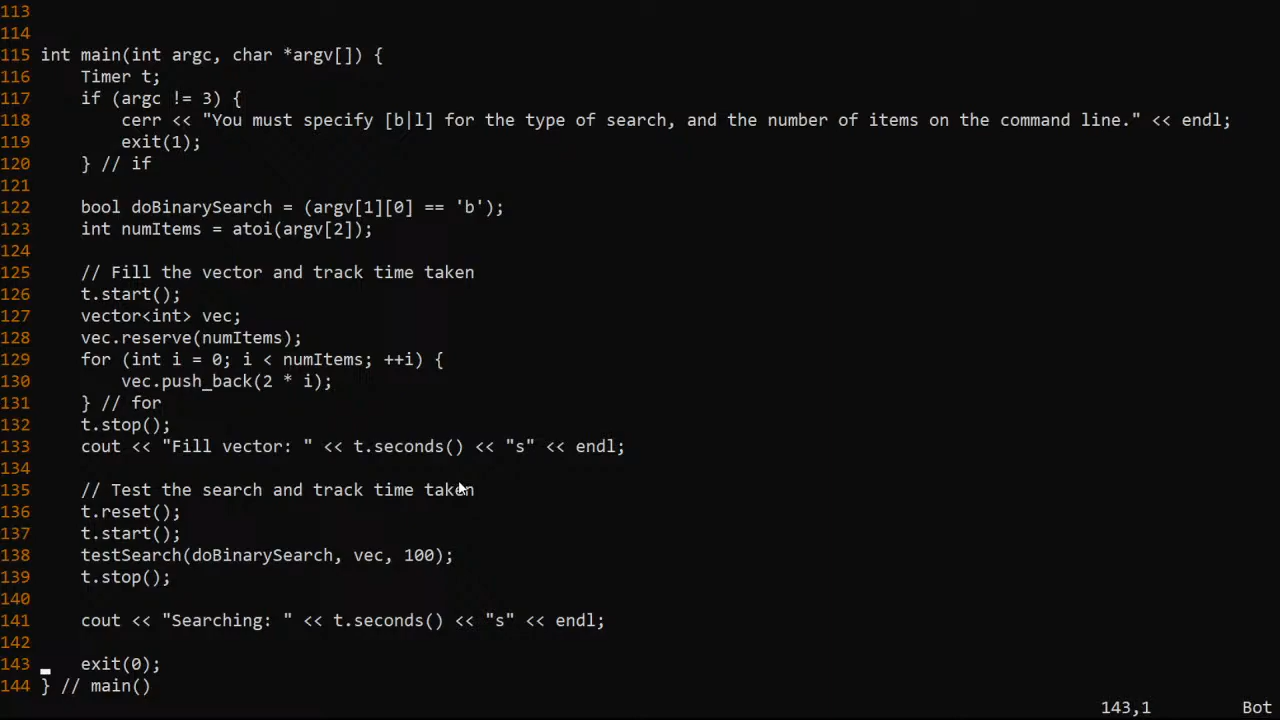 113
114
115 int main(int argc, char *argv[]) {
116     Timer t;
117     if (argc != 3) {
118         cerr << "You must specify [b|l] for the type of search, and the number of items on the command line." << endl;
119         exit(1);
120     } // if
121
122     bool doBinarySearch = (argv[1][0] == 'b');
123     int numItems = atoi(argv[2]);
124
125     // Fill the vector and track time taken
126     t.start();
127     vector<int> vec;
128     vec.reserve(numItems);
129     for (int i = 0; i < numItems; ++i) {
130         vec.push_back(2 * i);
131     } // for
132     t.stop();
133     cout << "Fill vector: " << t.seconds() << "s" << endl;
134
135     // Test the search and track time taken
136     t.reset();
137     t.start();
138     testSearch(doBinarySearch, vec, 100);
139     t.stop();
140
141     cout << "Searching: " << t.seconds() << "s" << endl;
142
143     exit(0);
144 } // main()
143,1 Bot